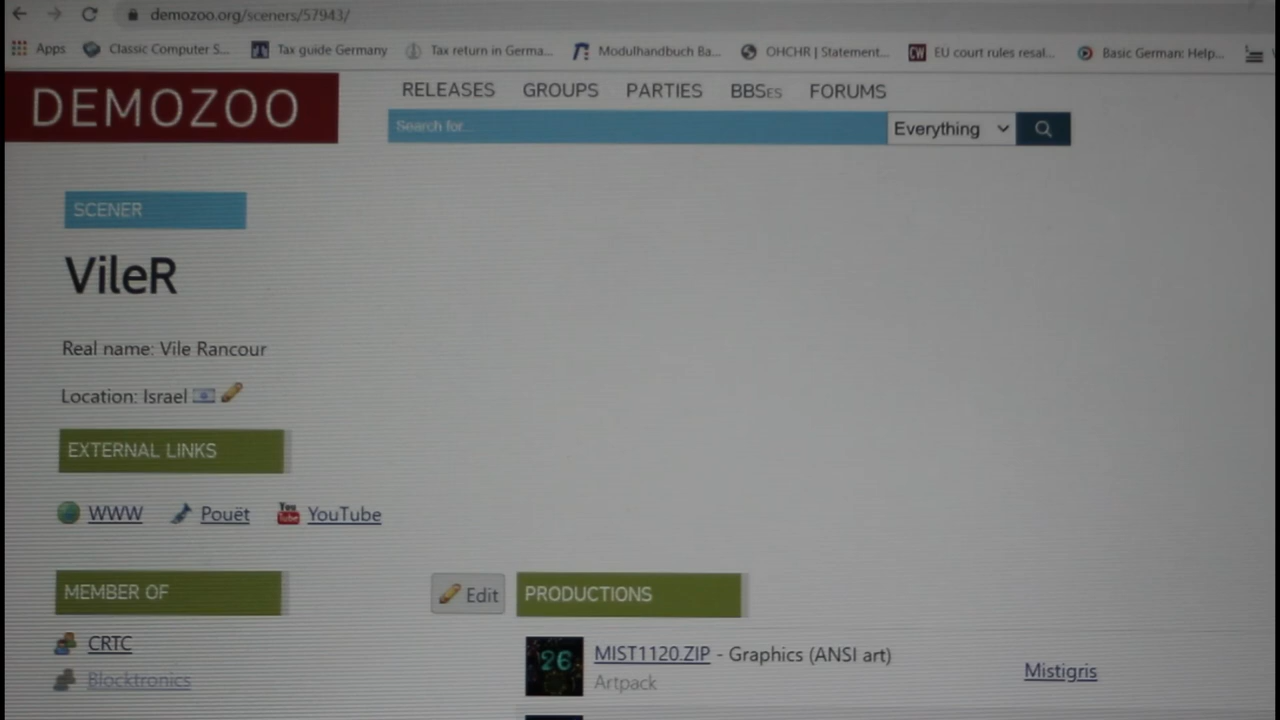 demozoo.org/sceners/57943/
Apps Classic Computer S... Tax guide Germany Tax return in Germa... Modulhandbuch Ba... OHCHR | Statement... EU court rules resal... Basic German: Help...
DEMOZOO
RELEASES GROUPS PARTIES BBSES FORUMS
Search for... Everything
SCENER
VileR
Real name: Vile Rancour
Location: Israel
EXTERNAL LINKS
WWW Pouët You Tube YouTube
MEMBER OF
Edit PRODUCTIONS
CRTC
26 MIST1120.ZIP - Graphics (ANSI art)
Artpack
Mistigris
Blocktronics